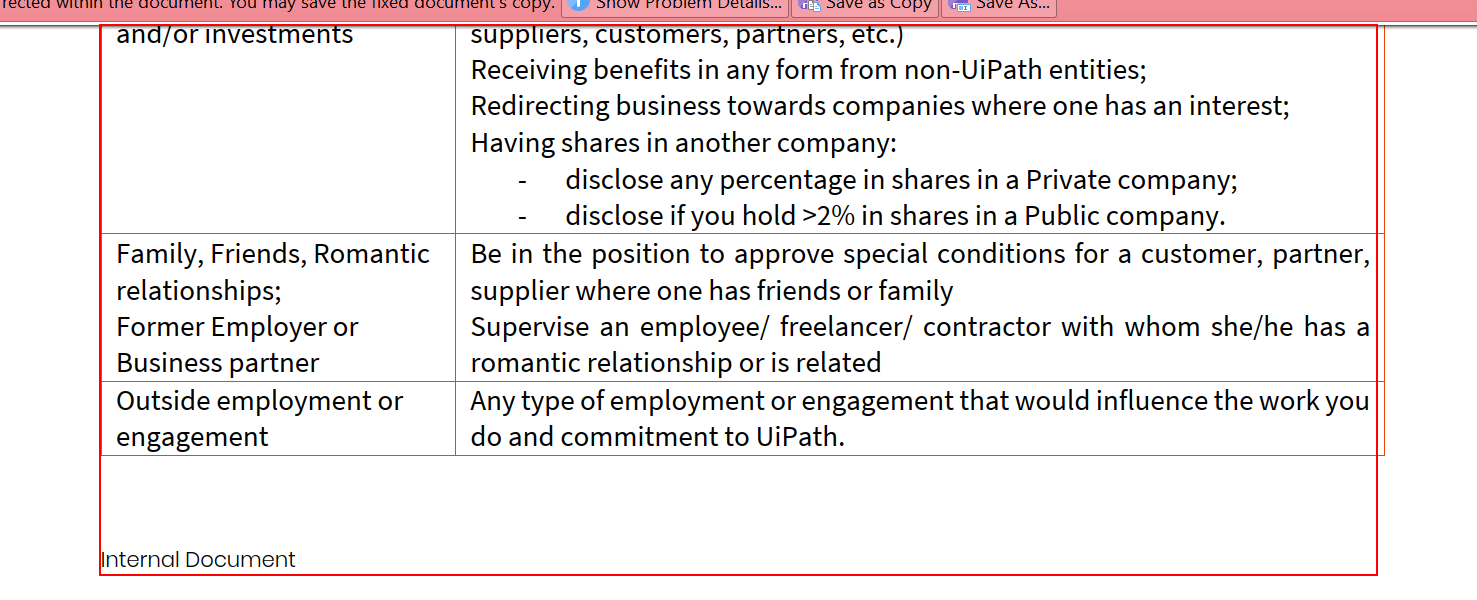 rected within the document. You may save the fixed document's copy. Show Problem Details... Save as Copy Save As...
and/or investments
suppliers, customers, partners, etc.)
Receiving benefits in any form from non-UiPath entities;
Redirecting business towards companies where one has an interest;
Having shares in another company:
- disclose any percentage in shares in a Private company;
- disclose if you hold >2% in shares in a Public company.
Family, Friends, Romantic
relationships;
Former Employer or
Business partner
Be in the position to approve special conditions for a customer, partner,
supplier where one has friends or family
Supervise an employee/ freelancer/ contractor with whom she/he has a
romantic relationship or is related
Outside employment or
engagement
Any type of employment or engagement that would influence the work you
do and commitment to UiPath.
Internal Document